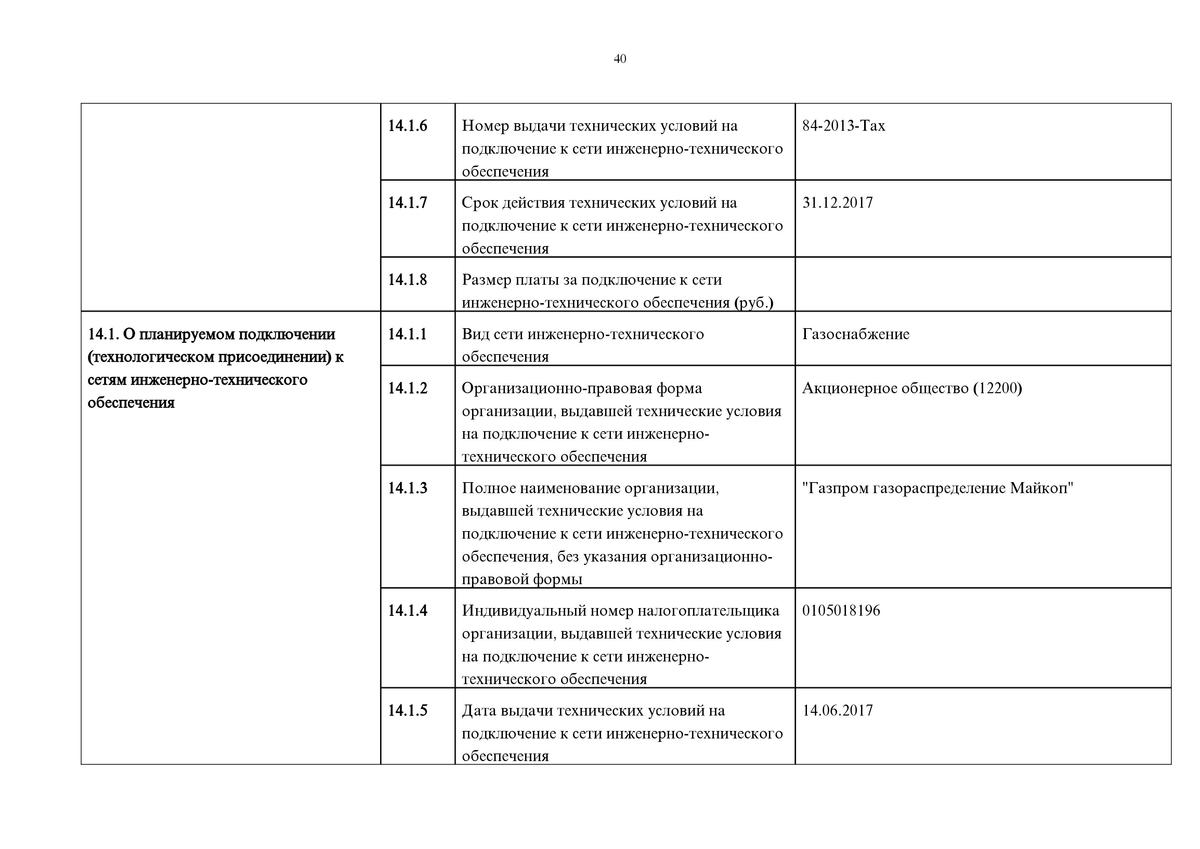 40
14.1.6
Номер выдачи технических условий на
подключение к сети инженерно-технического
обеспечения
84-2013-Тах
14.1.7
Срок действия технических условий на
подключение к сети инженерно-технического
обеспечения
31.12.2017
14.1.8
Размер платы за подключение к сети
инженерно-технического обеспечения (руб.)
14.1. О планируемом подключении
(технологическом присоединении) к
сетям инженерно-технического
обеспечения
14.1.1
Вид сети инженерно-технического
обеспечения
Газоснабжение
14.1.2
Организационно-правовая форма
организации, выдавшей технические условия
на подключение к сети инженерно-
технического обеспечения
Акционерное общество (12200)
14.1.3
Полное наименование организации,
выдавшей технические условия на
подключение к сети инженерно-технического
обеспечения, без указания организационно-
правовой формы
"Газпром газораспределение Майкоп"
14.1.4
Индивидуальный номер налогоплательщика
организации, выдавшей технические условия
на подключение к сети инженерно-
технического обеспечения
0105018196
14.1.5
Дата выдачи технических условий на
подключение к сети инженерно-технического
обеспечения
14.06.2017